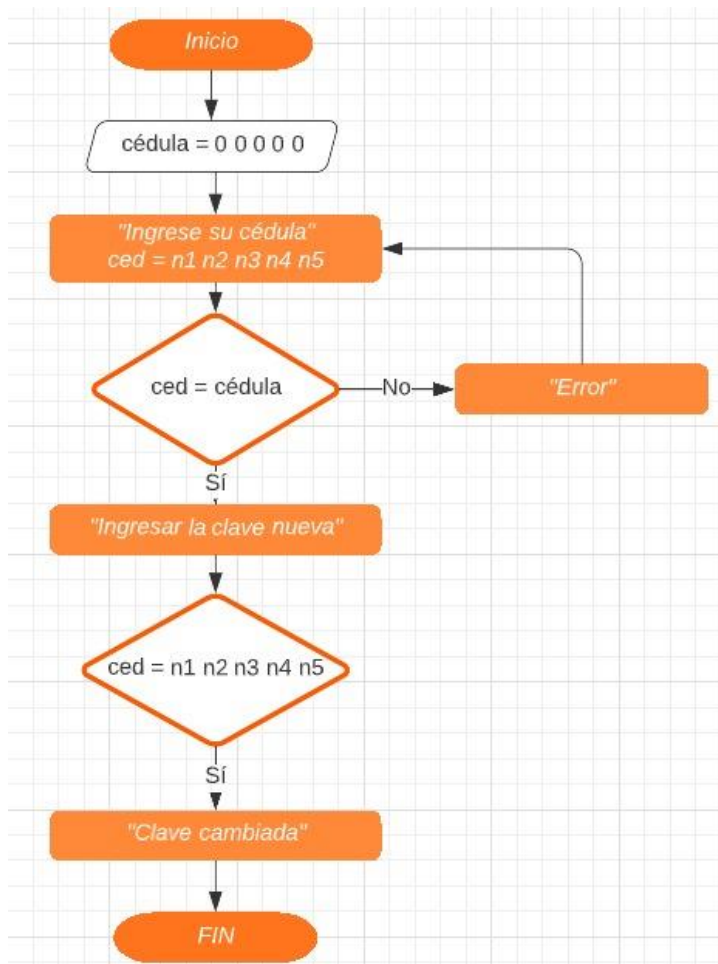 Inicio
cédula = 0 0 0 0 0
"Ingrese su cédula"
ced = n1 n2 n3 n4 n5
ced = cédula
No
"Error"
Sí
"Ingresar la clave nueva"
ced = n1 n2 n3 n4 n5
Sí
"Clave cambiada"
FIN